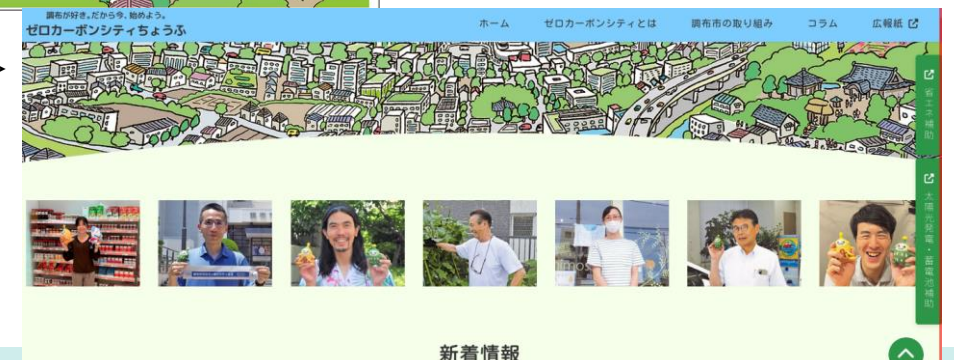 調布が好き。だから今、始めよう。
ゼロカーボンシティちょうふ
ホーム
ゼロカーボンシティとは
調布市の取り組み
コラム
広報紙
省エネ補助
太陽光発電・蓄電池補助
新着情報